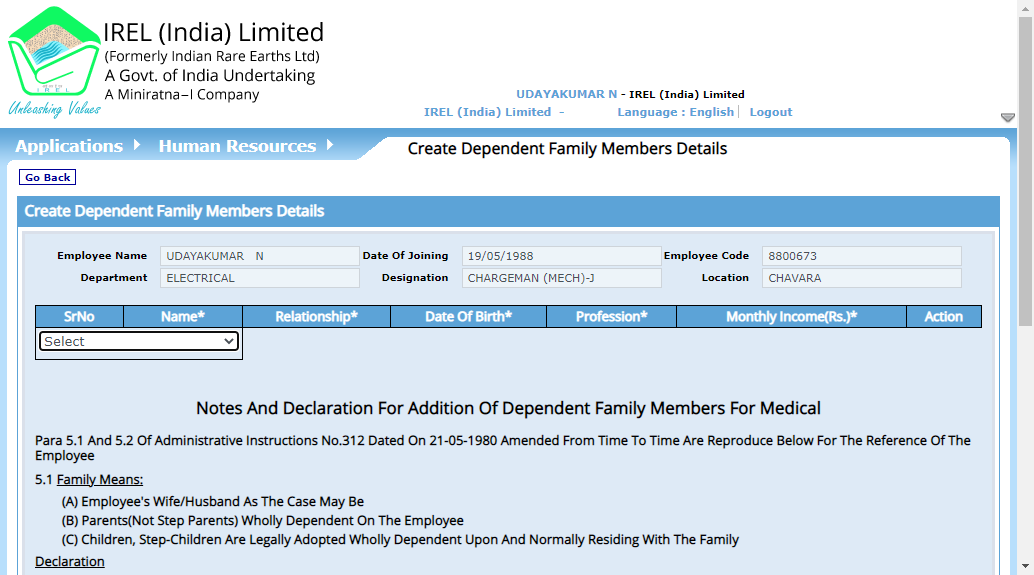 IREL (India) Limited
(Formerly Indian Rare Earths Ltd)
A Govt. of India Undertaking
A Miniratna–I Company
Unleashing Values
UDAYAKUMAR N - IREL (India) Limited
IREL (India) Limited - Language : English | Logout
Applications Human Resources Create Dependent Family Members Details
Go Back
Create Dependent Family Members Details
Employee Name UDAYAKUMAR N Date Of Joining 19/05/1988 Employee Code 8800673
Department ELECTRICAL Designation CHARGEMAN (MECH)-J Location CHAVARA
SrNo Name* Relationship* Date Of Birth* Profession* Monthly Income(Rs.)* Action
Select
Notes And Declaration For Addition Of Dependent Family Members For Medical
Para 5.1 And 5.2 Of Administrative Instructions No.312 Dated On 21-05-1980 Amended From Time To Time Are Reproduce Below For The Reference Of The
Employee
5.1 Family Means:
(A) Employee's Wife/Husband As The Case May Be
(B) Parents(Not Step Parents) Wholly Dependent On The Employee
(C) Children, Step-Children Are Legally Adopted Wholly Dependent Upon And Normally Residing With The Family
Declaration